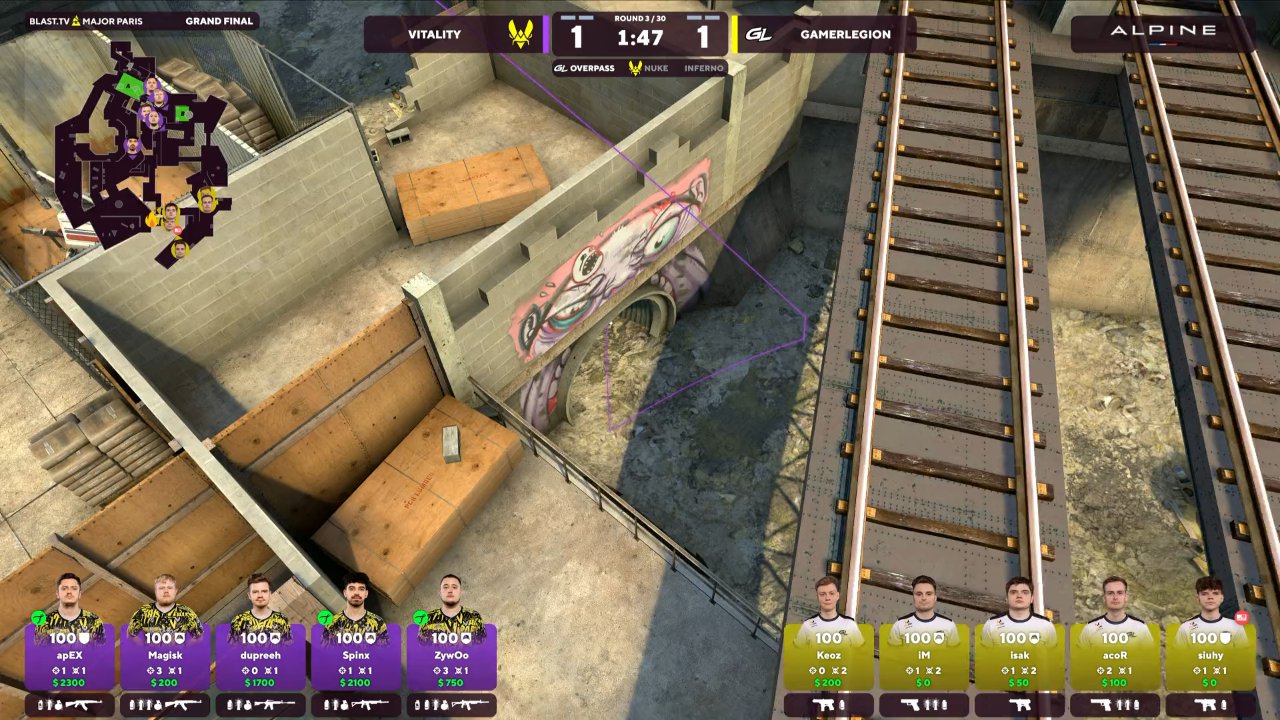 BLAST.TV MAJOR PARIS GRAND FINAL
VITALITY 1 ROUND 3 / 30 1:47 1 GL GAMERLEGION
ALPINE
GL OVERPASS NUKE INFERNO
100 100 100 100 100 100 100 100 100 100
apEX Magisk dupreeh Spinx ZywOo Keoz iM isak acoR siuhy
1 1 3 1 0 1 1 1 3 1 0 2 1 2 1 2 2 1 1 1
$2300 $200 $1700 $2100 $750 $200 $0 $50 $100 $0